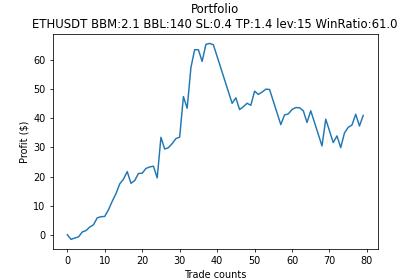 Portfolio
ETHUSDT BBM:2.1 BBL:140 SL:0.4 TP:1.4 lev:15 WinRatio:61.0
60
50
40
30
20
10
0
Profit ($)
0 10 20 30 40 50 60 70 80
Trade counts